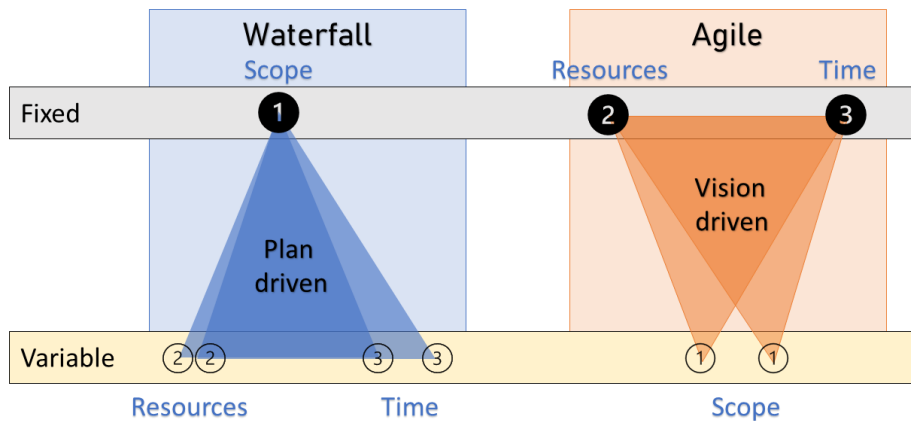 Waterfall
Agile
Scope
Resources
Time
Fixed
1
2
3
Vision
driven
Plan
driven
Variable
2
2
3
3
1
1
Resources
Time
Scope